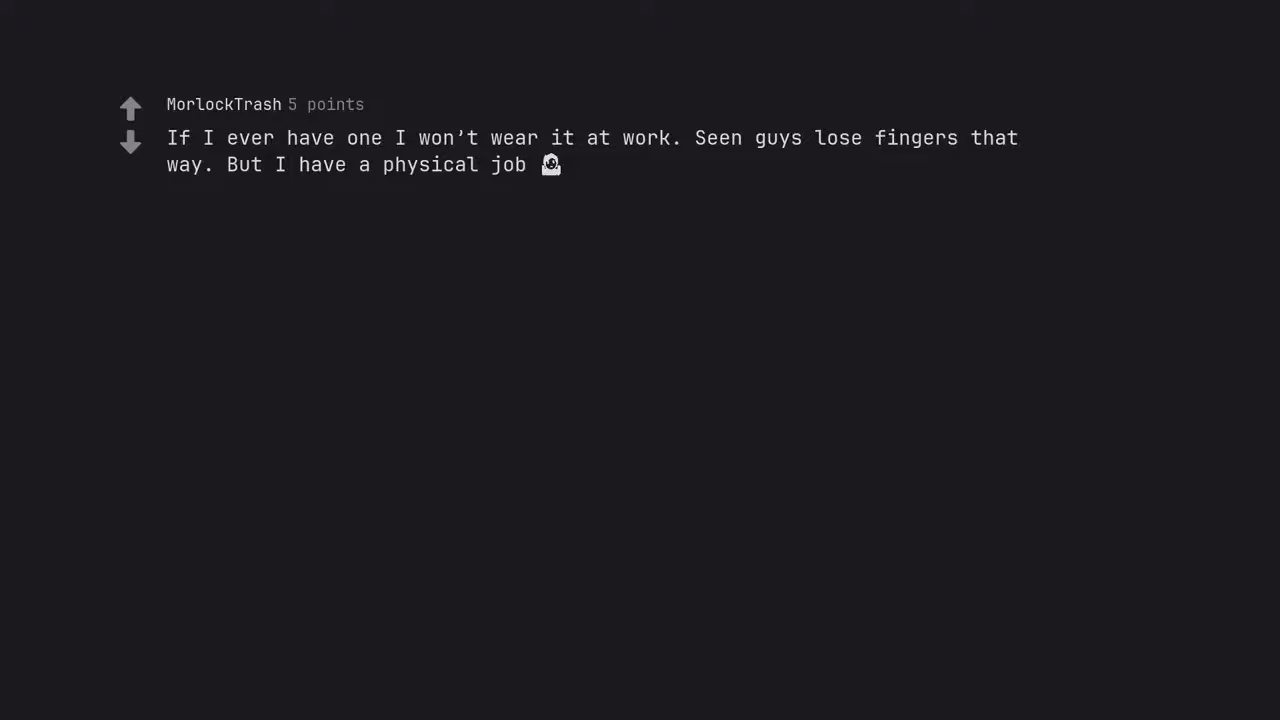 MorlockTrash 5 points
If I ever have one I won’t wear it at work. Seen guys lose fingers that
way. But I have a physical job